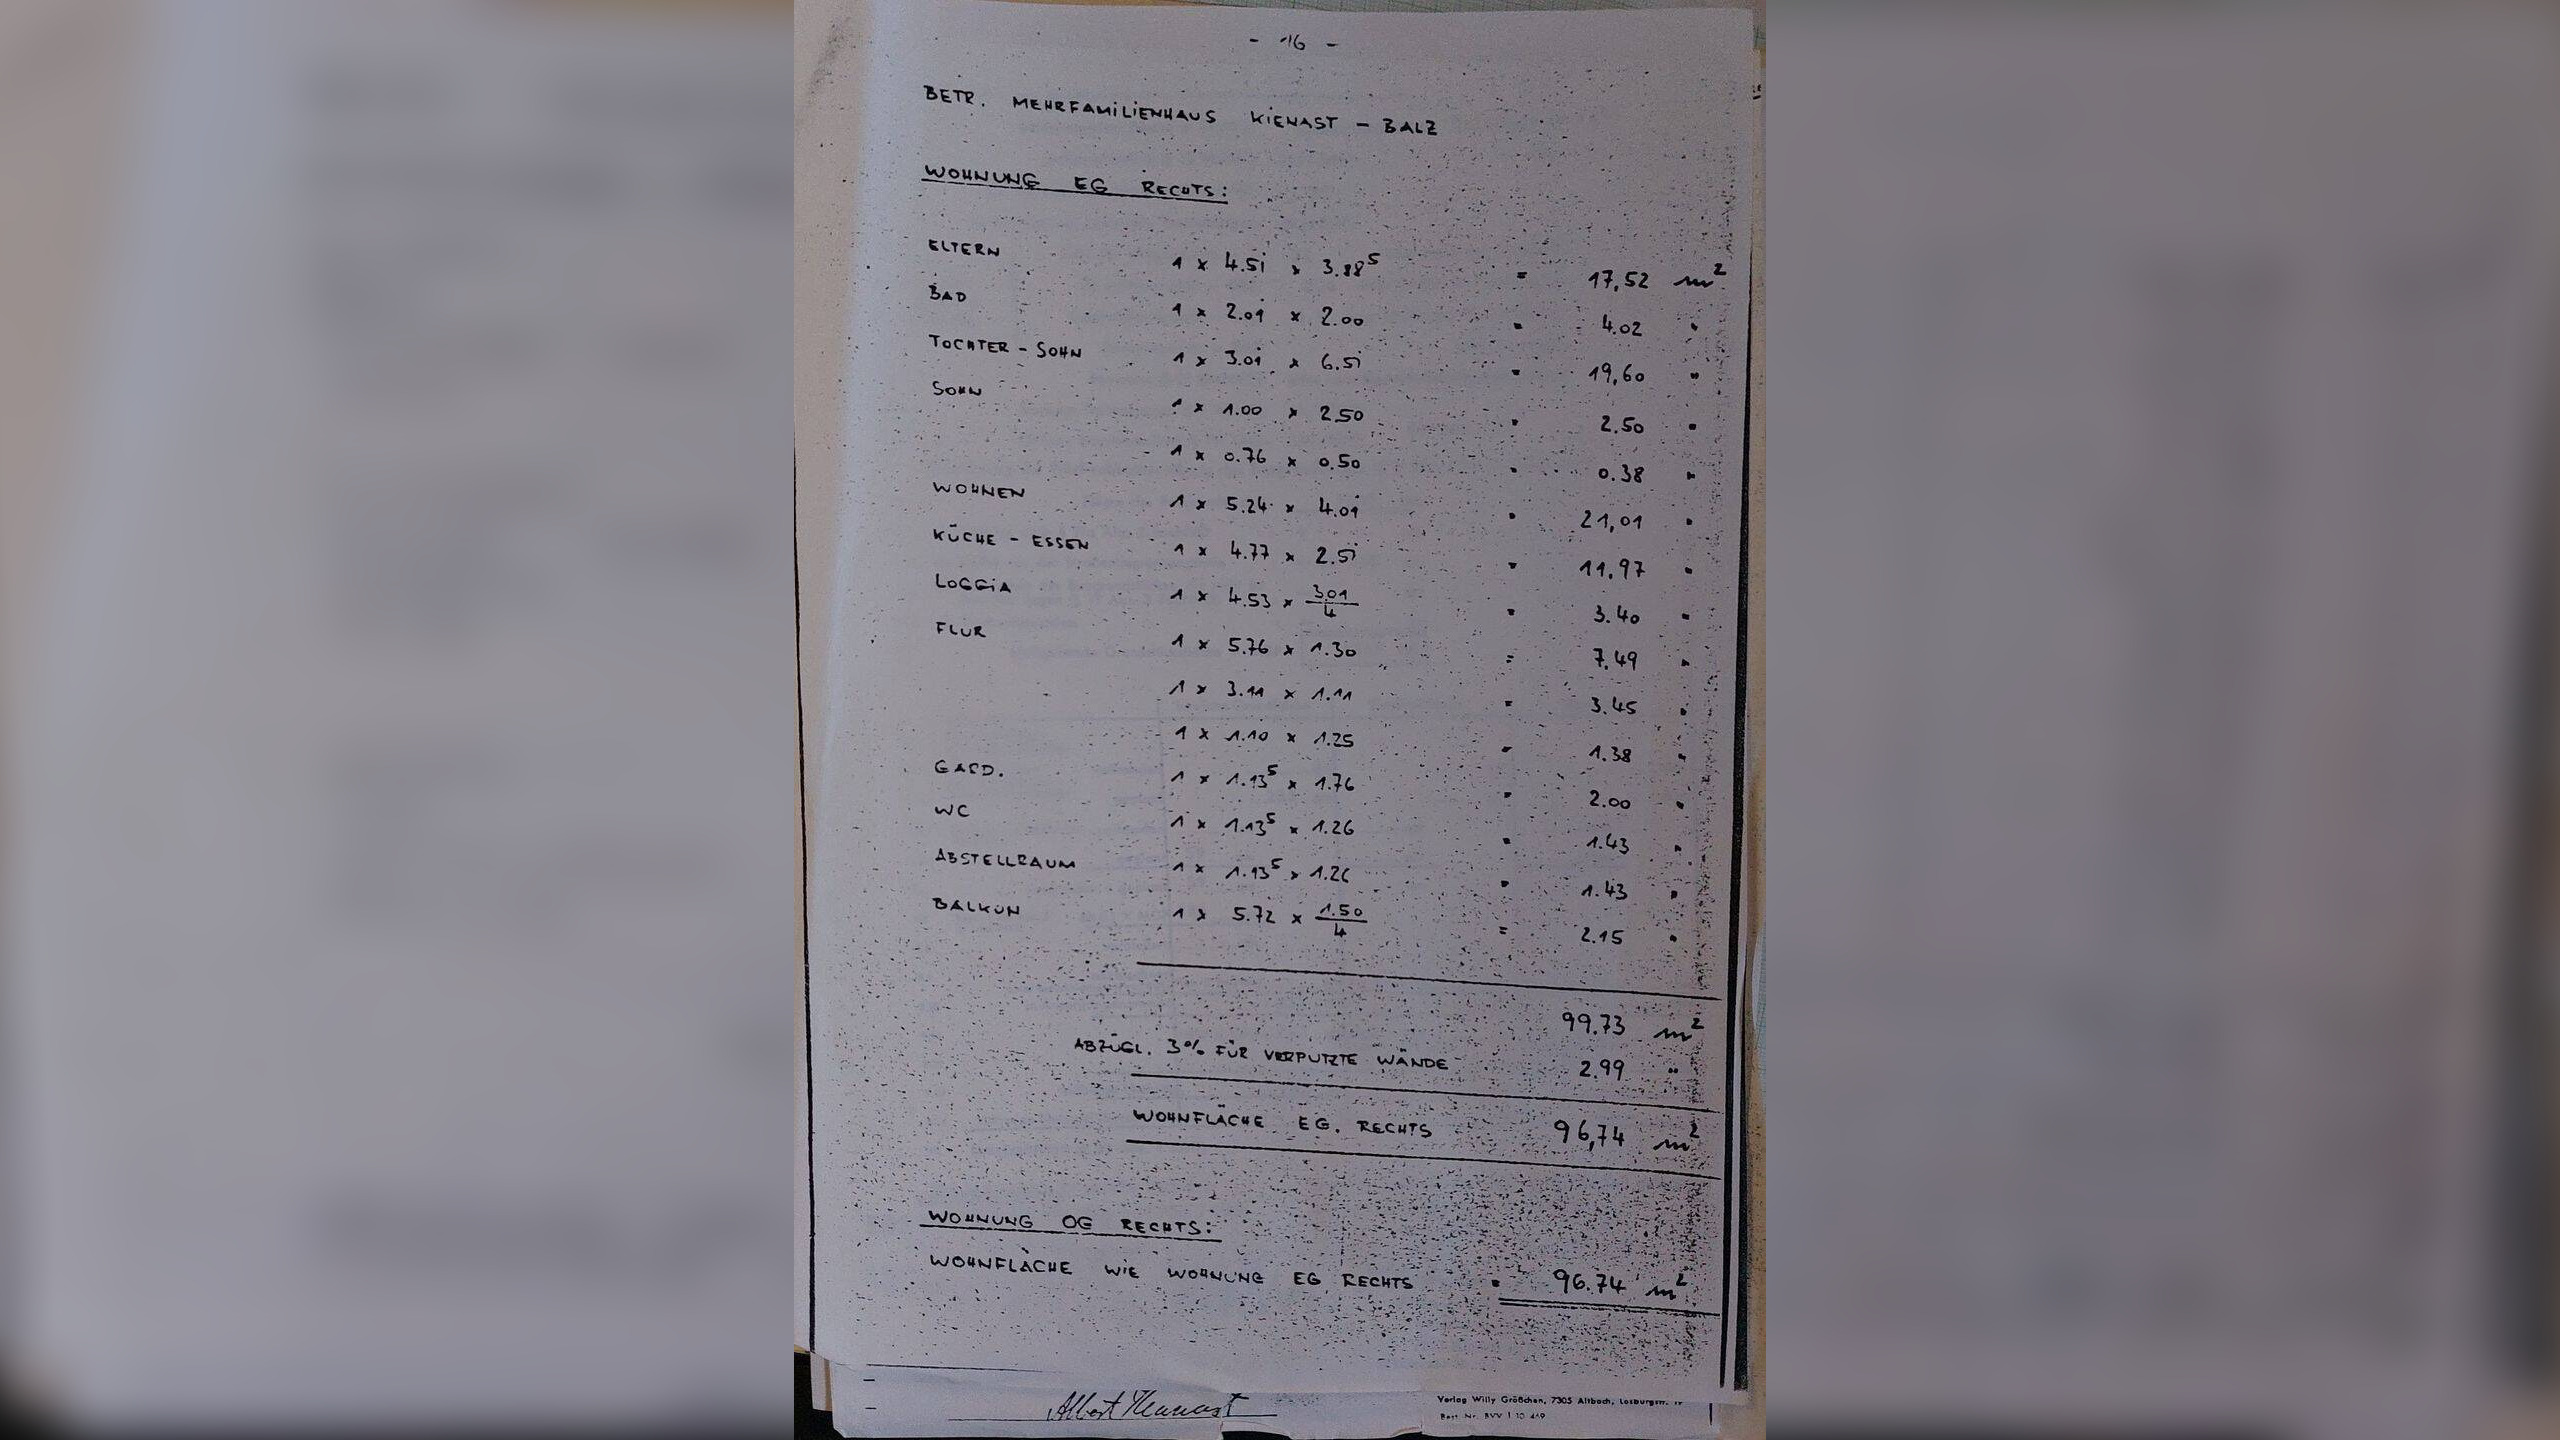 - 16 -
BETR. MEHRFAMILIENHAUS KIENAST - BALZ
WOHNUNG EG RECHTS:
ELTERN 1 x 4.51 x 3.88⁵ = 17,52 m²
BAD 1 x 2.01 x 2.00 = 4.02 "
TOCHTER - SOHN 1 x 3.01 x 6.51 = 19,60 "
SOHN 1 x 1.00 x 2.50 = 2.50 "
1 x 0.76 x 0.50 = 0.38 "
WOHNEN 1 x 5.24 x 4.01 = 21,01 "
KÜCHE - ESSEN 1 x 4.77 x 2.51 = 11.97 "
LOGGIA 1 x 4.53 x 3.01/4 = 3.40 "
FLUR 1 x 5.76 x 1.30 = 7.49 "
1 x 3.11 x 1.11 = 3.45 "
1 x 1.10 x 1.25 = 1.38 "
GARD. 1 x 1.13⁵ x 1.76 = 2.00 "
WC 1 x 1.13⁵ x 1.26 = 1.43 "
ABSTELLRAUM 1 x 1.13⁵ x 1.26 = 1.43 "
BALKON 1 x 5.72 x 1.50/4 = 2.15 "
99.73 m²
ABZÜGL. 3% FÜR VERPUTZTE WÄNDE 2.99 "
WOHNFLÄCHE EG. RECHTS 96,74 m²
WOHNUNG OG RECHTS:
WOHNFLÄCHE WIE WOHNUNG EG RECHTS = 96.74 m²
Albert Kienast
Verlag Willy Größchen, 7305 Altbach,
Best. Nr.